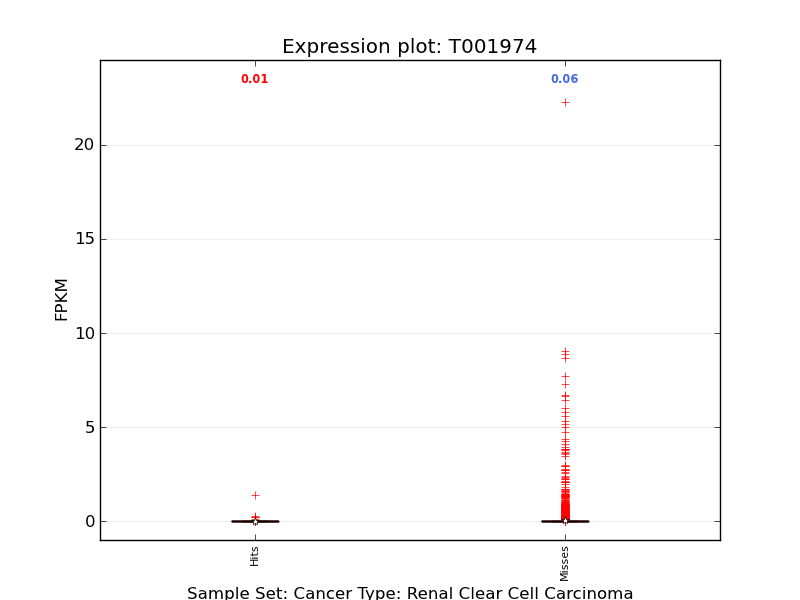 Expression plot: T001974
0.01
0.06
20
15
10
5
0
FPKM
Hits
Misses
Sample Set: Cancer Type: Renal Clear Cell Carcinoma